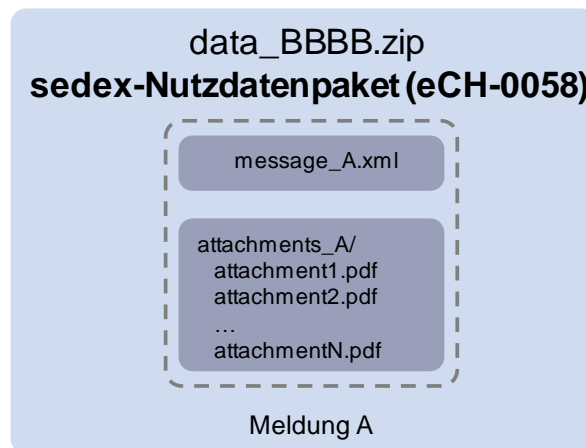 data_BBBB.zip
sedex-Nutzdatenpaket (eCH-0058)
message_A.xml
attachments_A/
attachment1.pdf
attachment2.pdf
…
attachmentN.pdf
Meldung A